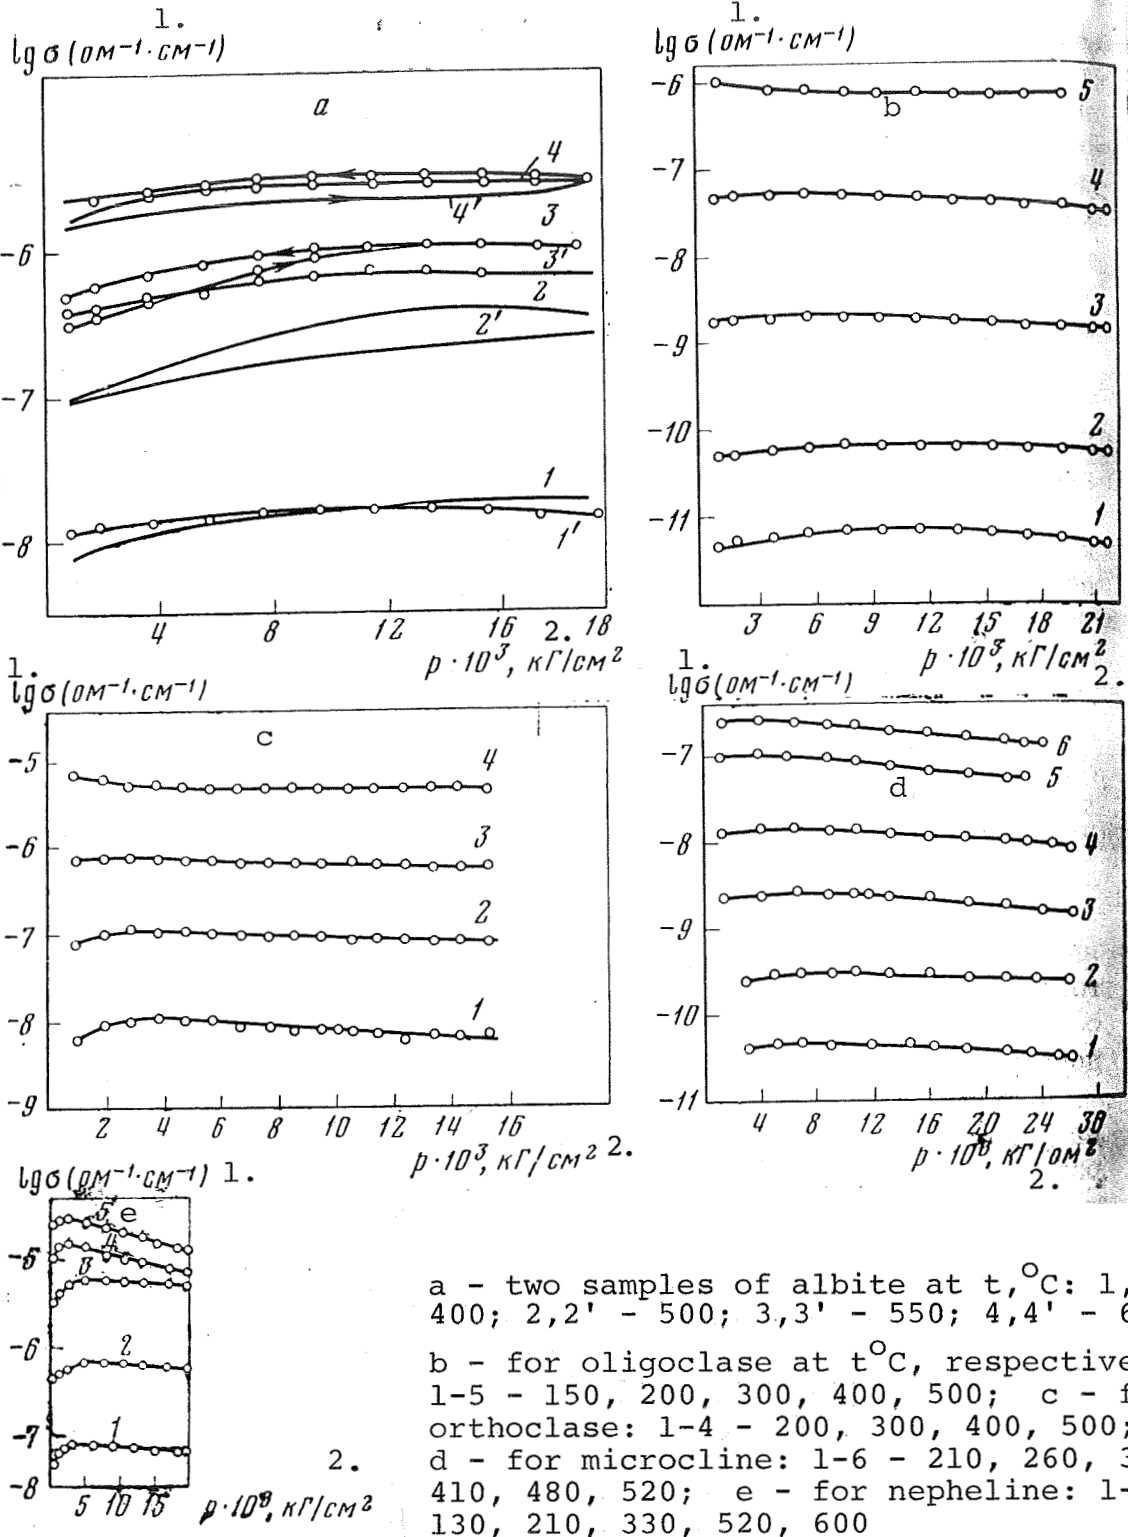 1.
lg σ (ом⁻¹·см⁻¹)
a
4
4'
3
3'
2
2'
1
1'
-6
-7
-8
4 8 12 16 2. 18
p·10³, кГ/см²
1.
lg σ (ом⁻¹·см⁻¹)
b
-6
-7
-8
-9
-10
-11
5
4
3
2
1
3 6 9 12 15 18 21
p·10³, кГ/см²
2.
1.
lg σ (ом⁻¹·см⁻¹)
c
-5
-6
-7
-8
-9
4
3
2
1
2 4 6 8 10 12 14 16
p·10³, кГ/см² 2.
1.
lg σ (ом⁻¹·см⁻¹)
d
-7
-8
-9
-10
-11
6
5
4
3
2
1
4 8 12 16 20 24
кГ/см²
2.
lg σ (ом⁻¹·см⁻¹) 1.
e
5
4
3
2
1
-5
-6
-7
-8
5 10 15
кГ/см²
2.
a - two samples of albite at t,°C: 1,
400; 2,2' - 500; 3,3' - 550; 4,4' - 6
b - for oligoclase at t°C, respective
1-5 - 150, 200, 300, 400, 500; c - f
orthoclase: 1-4 - 200, 300, 400, 500;
d - for microcline: 1-6 - 210, 260, 3
410, 480, 520; e - for nepheline: 1-
130, 210, 330, 520, 600